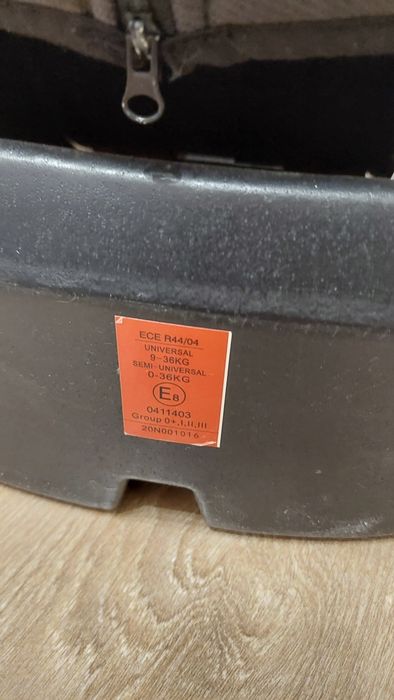 ECE R44/04
UNIVERSAL
9-36KG
SEMI- UNIVERSAL
0-36KG
E8
0411403
Group 0+,I,II,III
20N001016